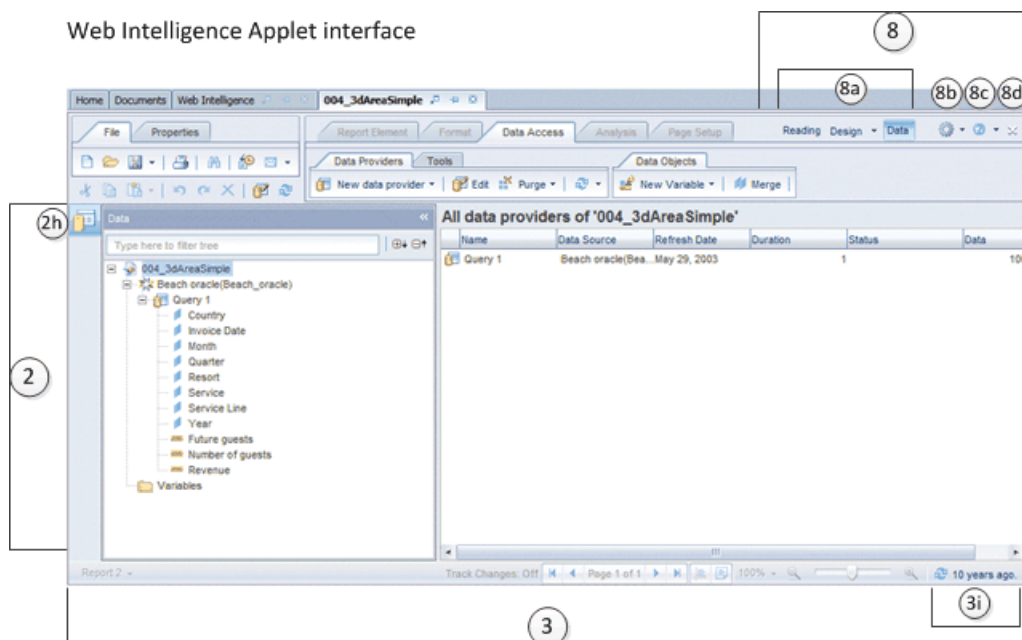 Web Intelligence Applet interface
8
8a
8b
8c
8d
Home Documents Web Intelligence 004_3dAreaSimple
File Properties
Report Element Format Data Access Analysis Page Setup
Reading Design Data
Data Providers Tools Data Objects
New data provider Edit Purge New Variable Merge
2h
Data
Type here to filter tree
004_3dAreaSimple
Beach oracle(Beach_oracle)
Query 1
Country
Invoice Date
Month
Quarter
Resort
Service
Service Line
Year
Future guests
Number of guests
Revenue
Variables
2
All data providers of '004_3dAreaSimple'
Name Data Source Refresh Date Duration Status Data
Query 1 Beach oracle(Bea...May 29, 2003 1
Report 2
Track Changes: Off Page 1 of 1 100% 10 years ago.
3i
3